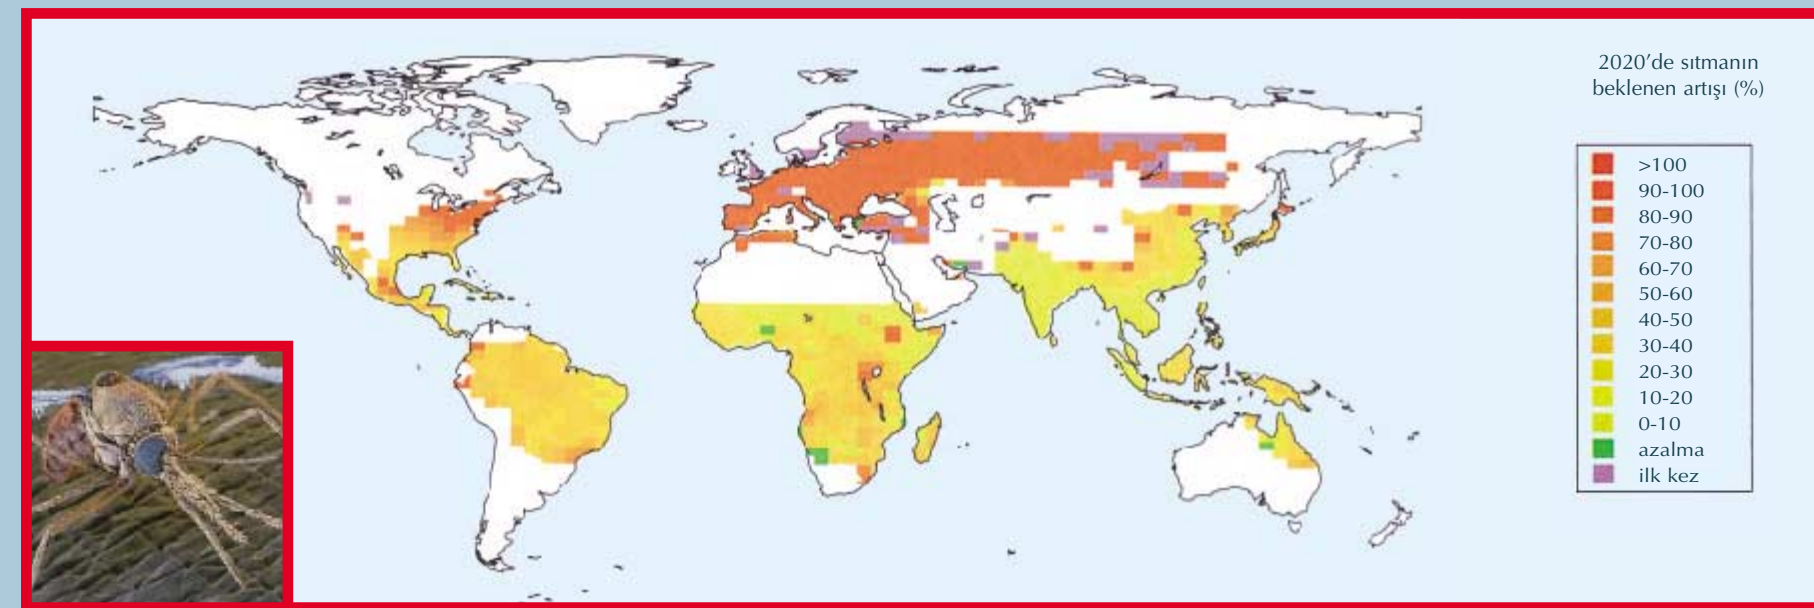 2020’de sıtmanın
beklenen artışı (%)
>100
90-100
80-90
70-80
60-70
50-60
40-50
30-40
20-30
10-20
0-10
azalma
ilk kez